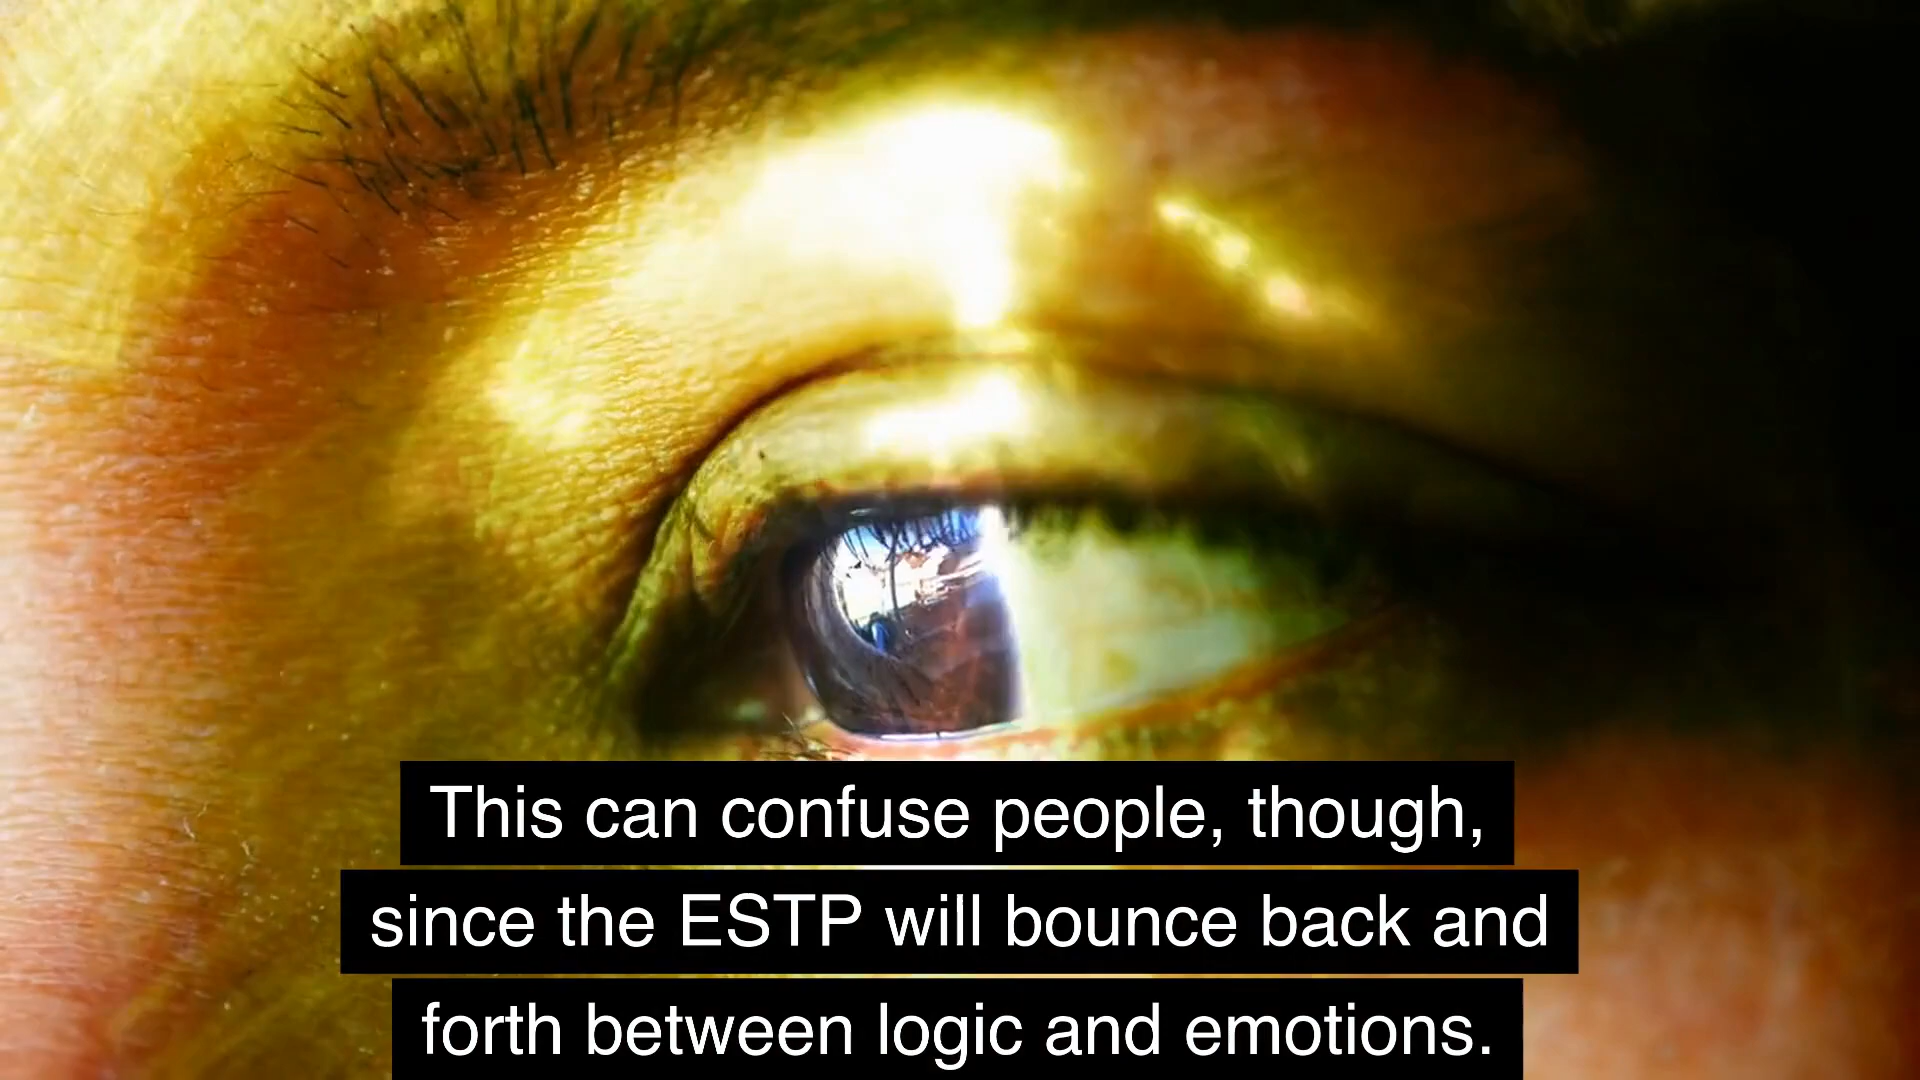 This can confuse people, though,
since the ESTP will bounce back and
forth between logic and emotions.